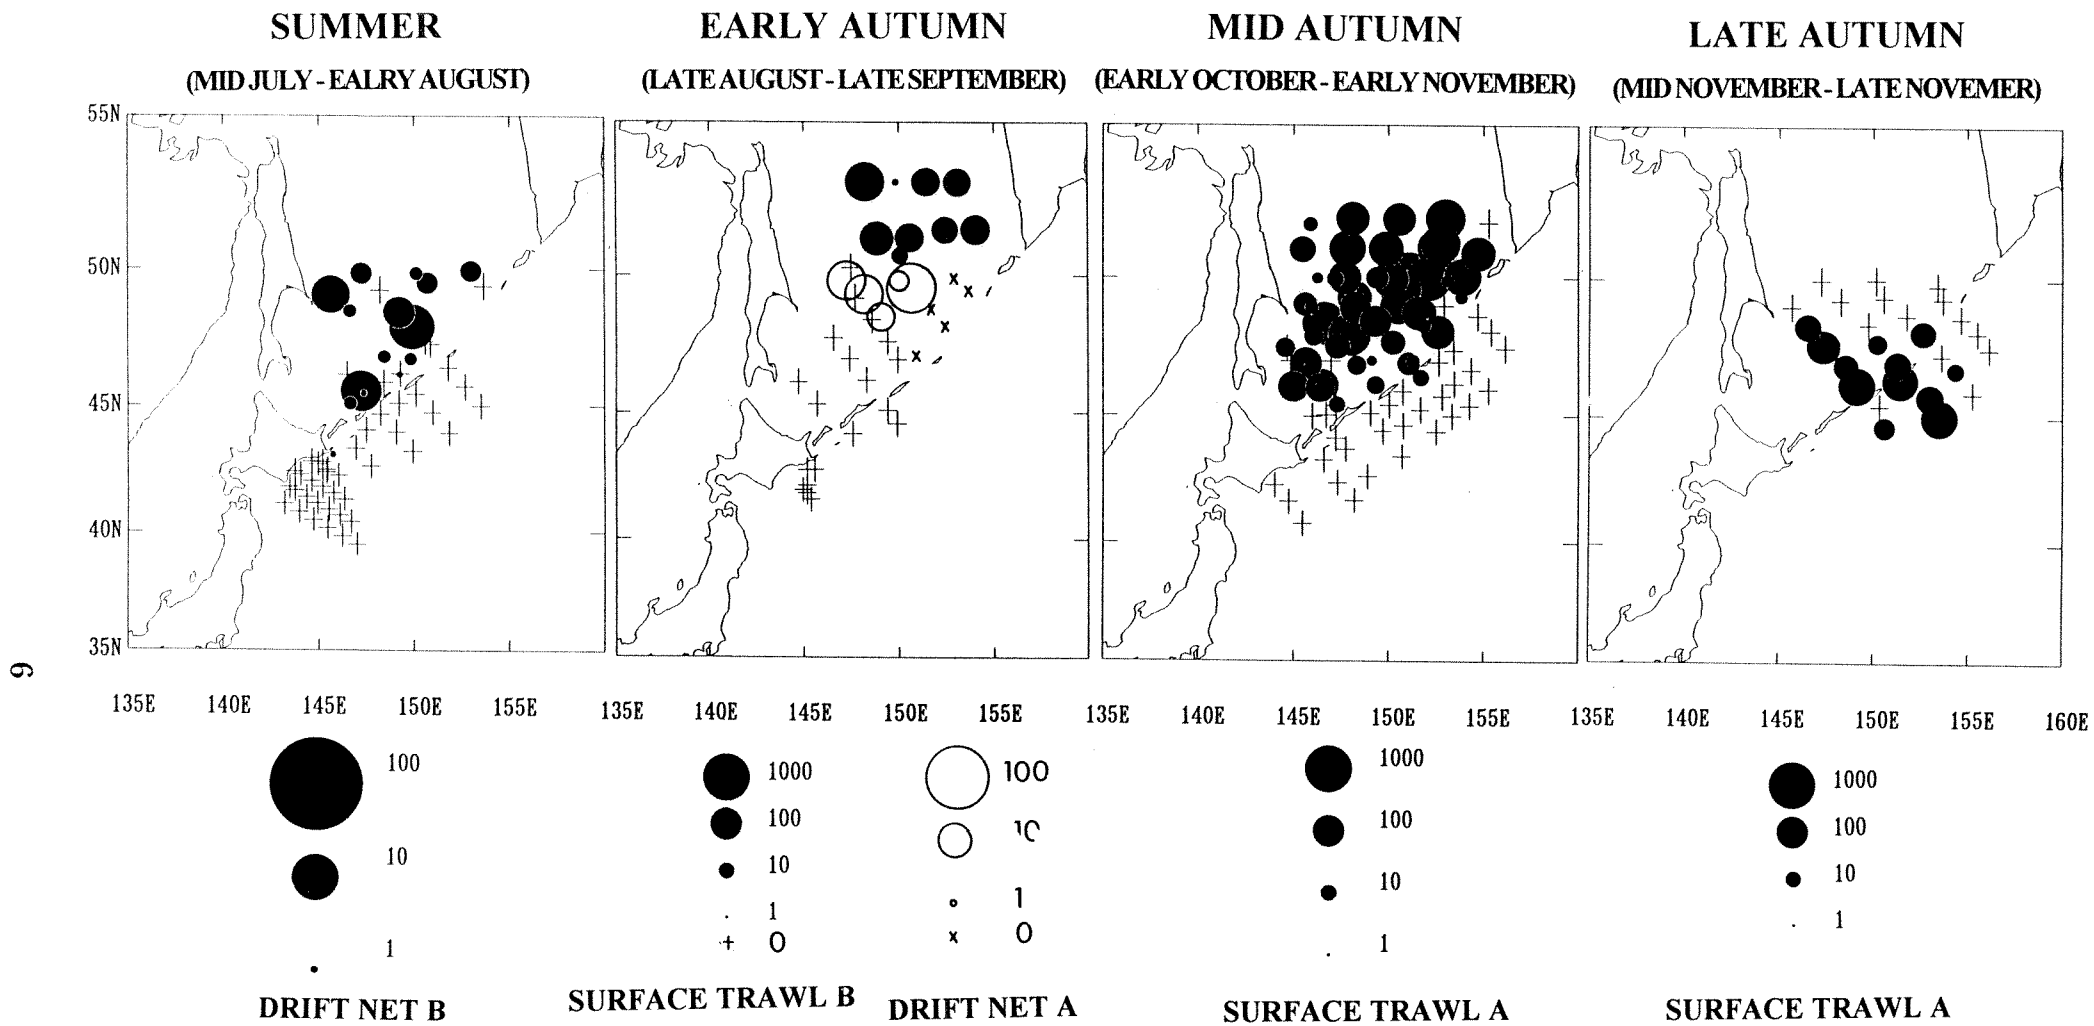 SUMMER
(MID JULY - EALRY AUGUST)
EARLY AUTUMN
(LATE AUGUST - LATE SEPTEMBER)
MID AUTUMN
(EARLY OCTOBER - EARLY NOVEMBER)
LATE AUTUMN
(MID NOVEMBER - LATE NOVEMER)
55N
50N
45N
40N
35N
135E 140E 145E 150E 155E
135E 140E 145E 150E 155E
135E 140E 145E 150E 155E
135E 140E 145E 150E 155E 160E
100
10
1
DRIFT NET B
1000
100
10
1
+ 0
SURFACE TRAWL B
100
10
1
x 0
DRIFT NET A
1000
100
10
1
SURFACE TRAWL A
1000
100
10
1
SURFACE TRAWL A
9